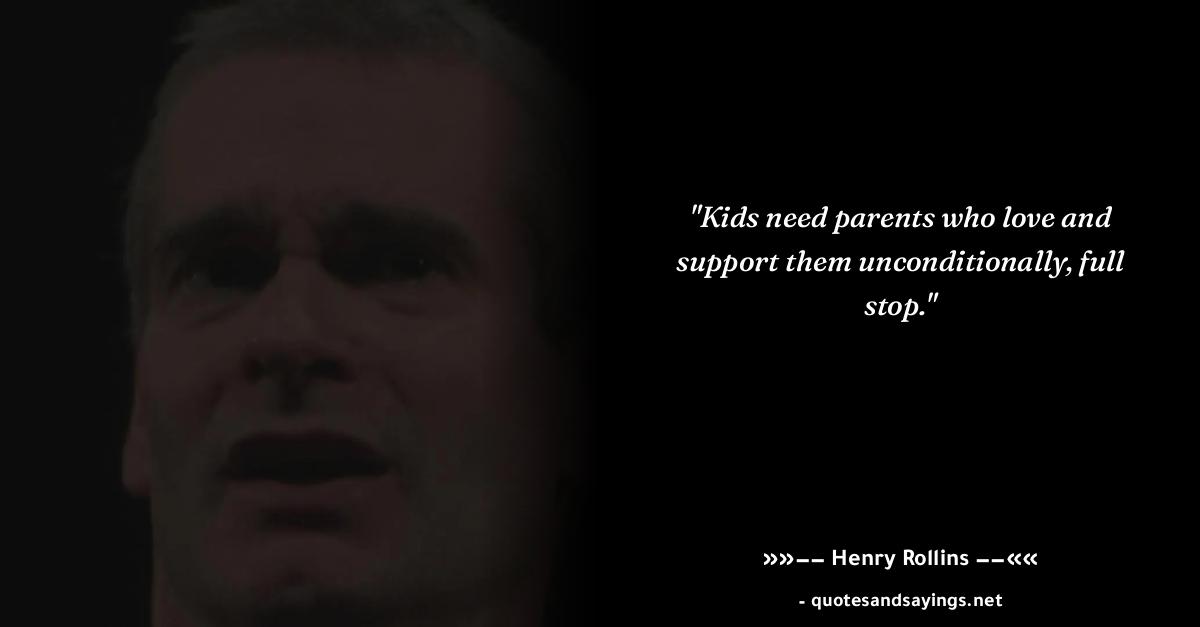 "Kids need parents who love and
support them unconditionally, full
stop."
»»−− Henry Rollins −−««
- quotesandsayings.net